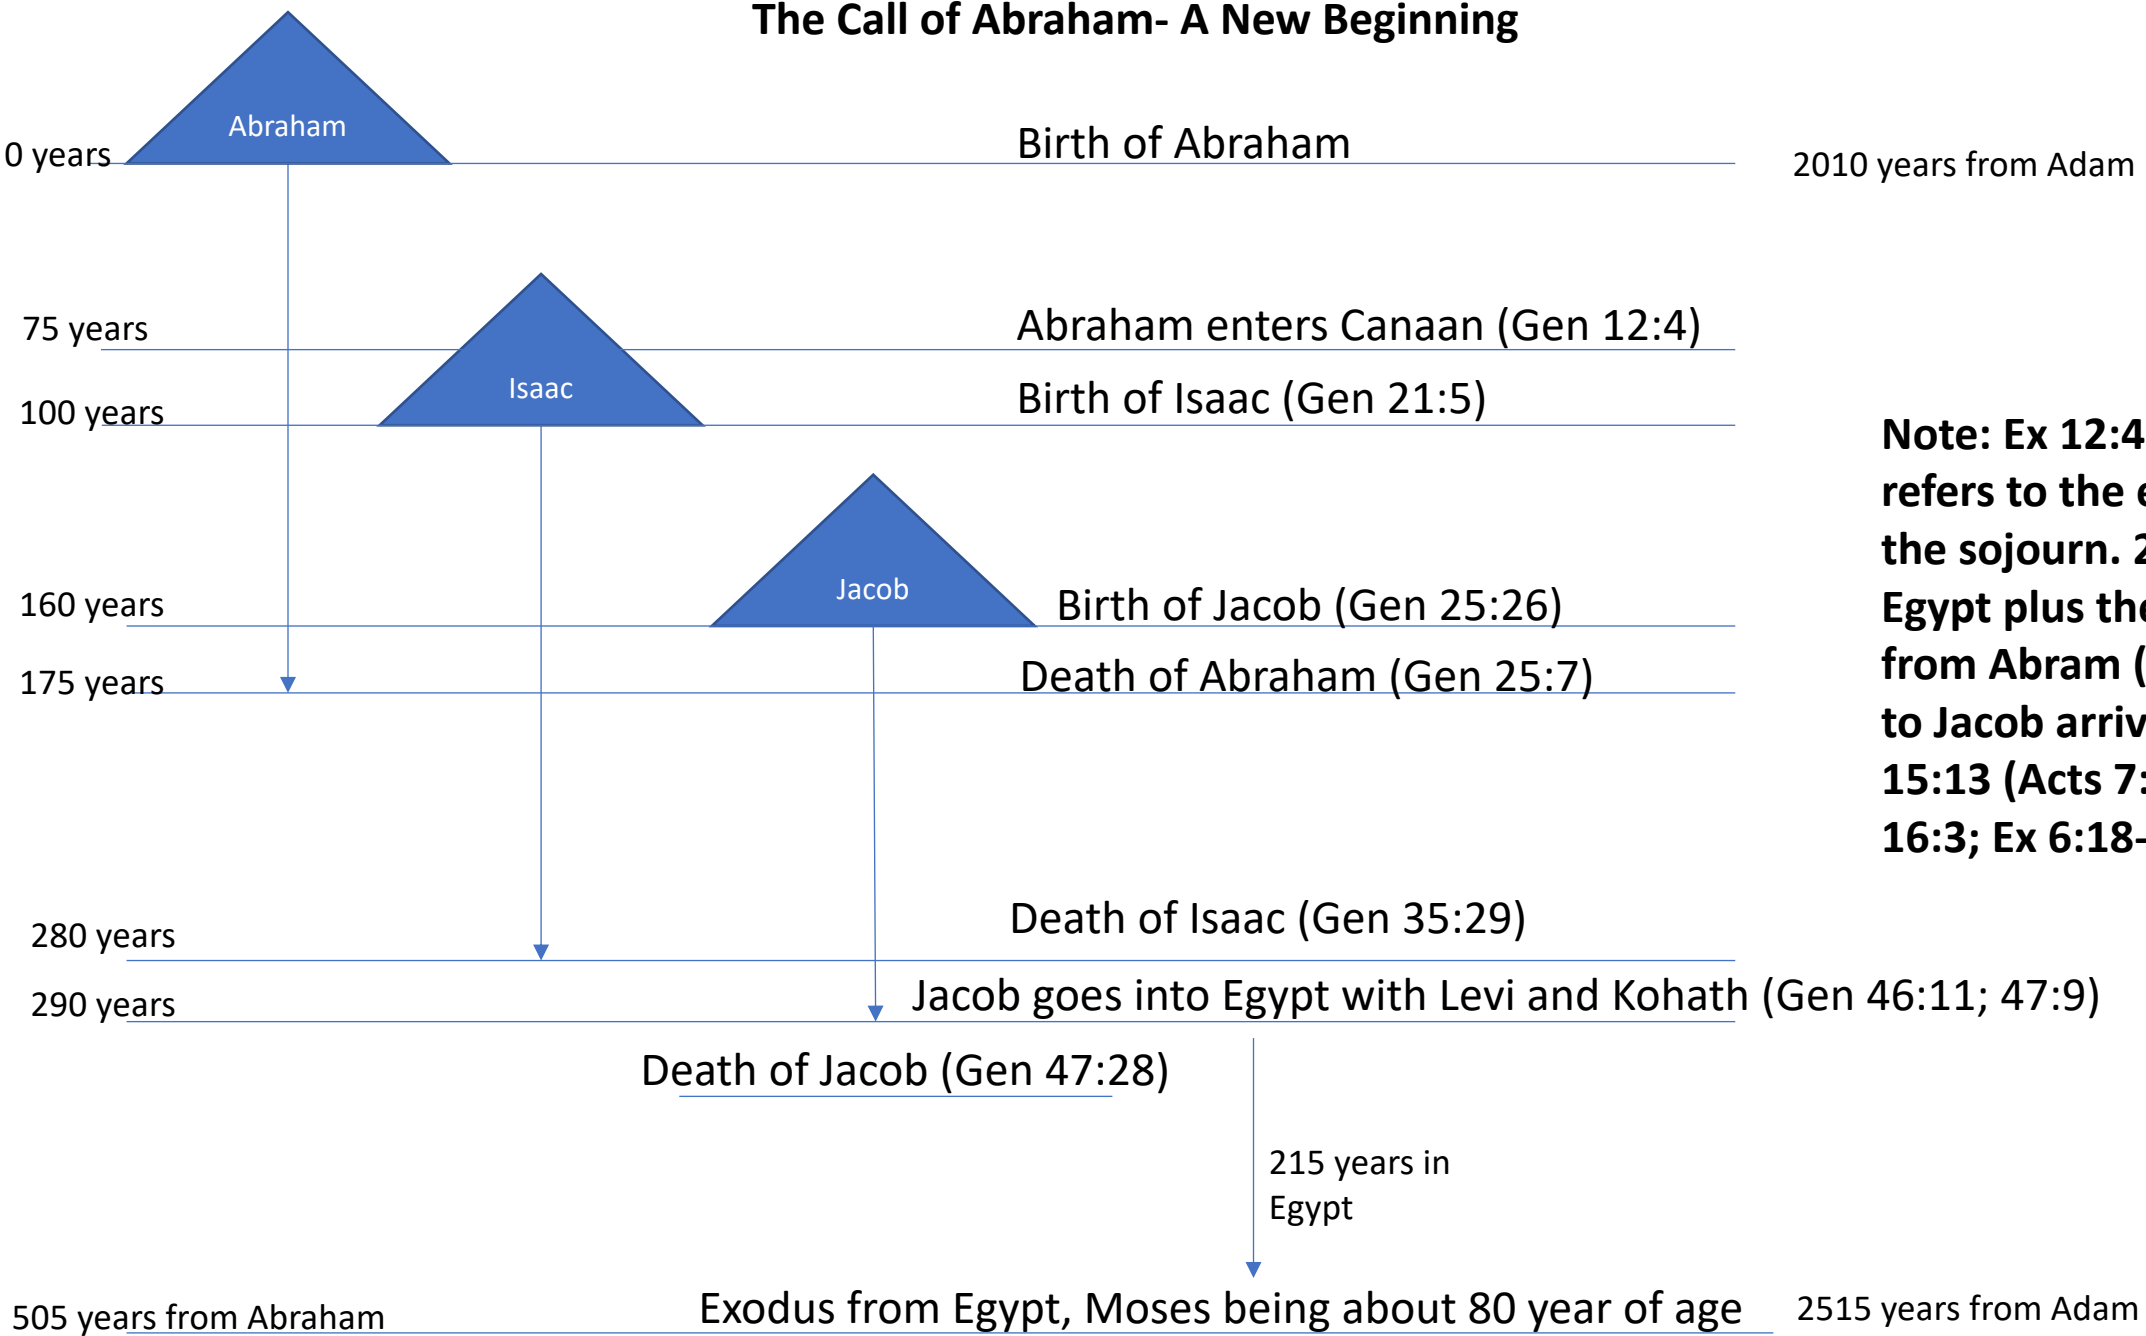 The Call of Abraham- A New Beginning
Abraham
0 years
Birth of Abraham
2010 years from Adam
75 years
Abraham enters Canaan (Gen 12:4)
Isaac
100 years
Birth of Isaac (Gen 21:5)
Note: Ex 12:4
refers to the
the sojourn.
Egypt plus
from Abram (
to Jacob
15:13 (Acts 7:
16:3; Ex 6:18-
Jacob
160 years
Birth of Jacob (Gen 25:26)
175 years
Death of Abraham (Gen 25:7)
280 years
Death of Isaac (Gen 35:29)
290 years
Jacob goes into Egypt with Levi and Kohath (Gen 46:11; 47:9)
Death of Jacob (Gen 47:28)
215 years in
Egypt
505 years from Abraham
Exodus from Egypt, Moses being about 80 year of age
2515 years from Adam